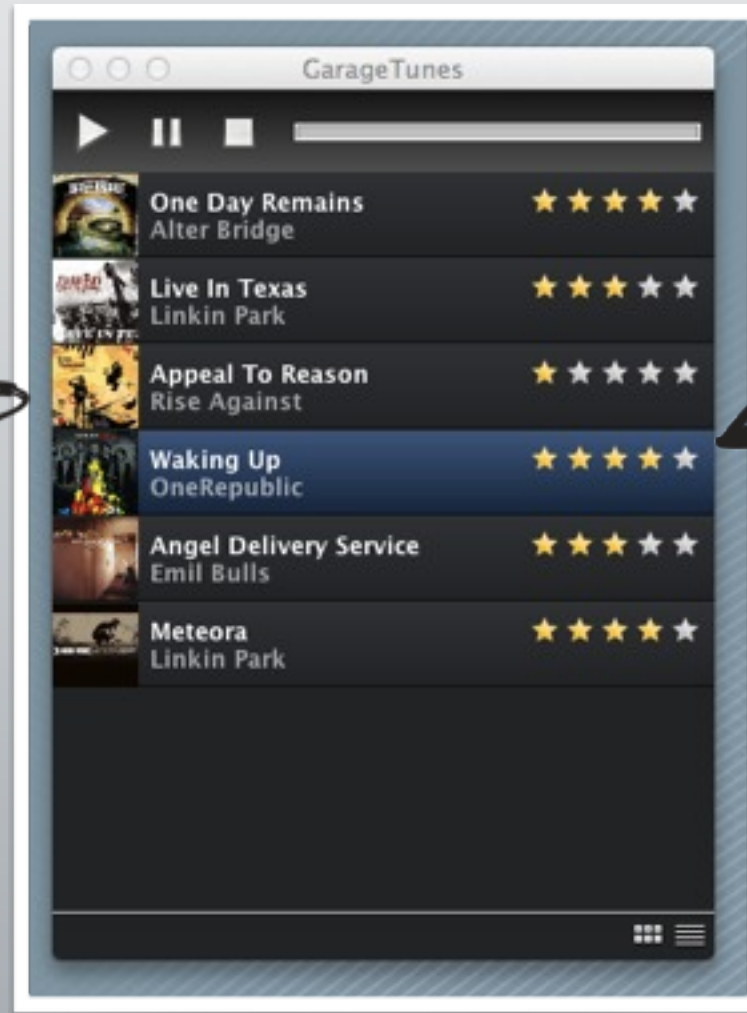 GarageTunes
One Day Remains
Alter Bridge
Live In Texas
Linkin Park
Appeal To Reason
Rise Against
Waking Up
OneRepublic
Angel Delivery Service
Emil Bulls
Meteora
Linkin Park